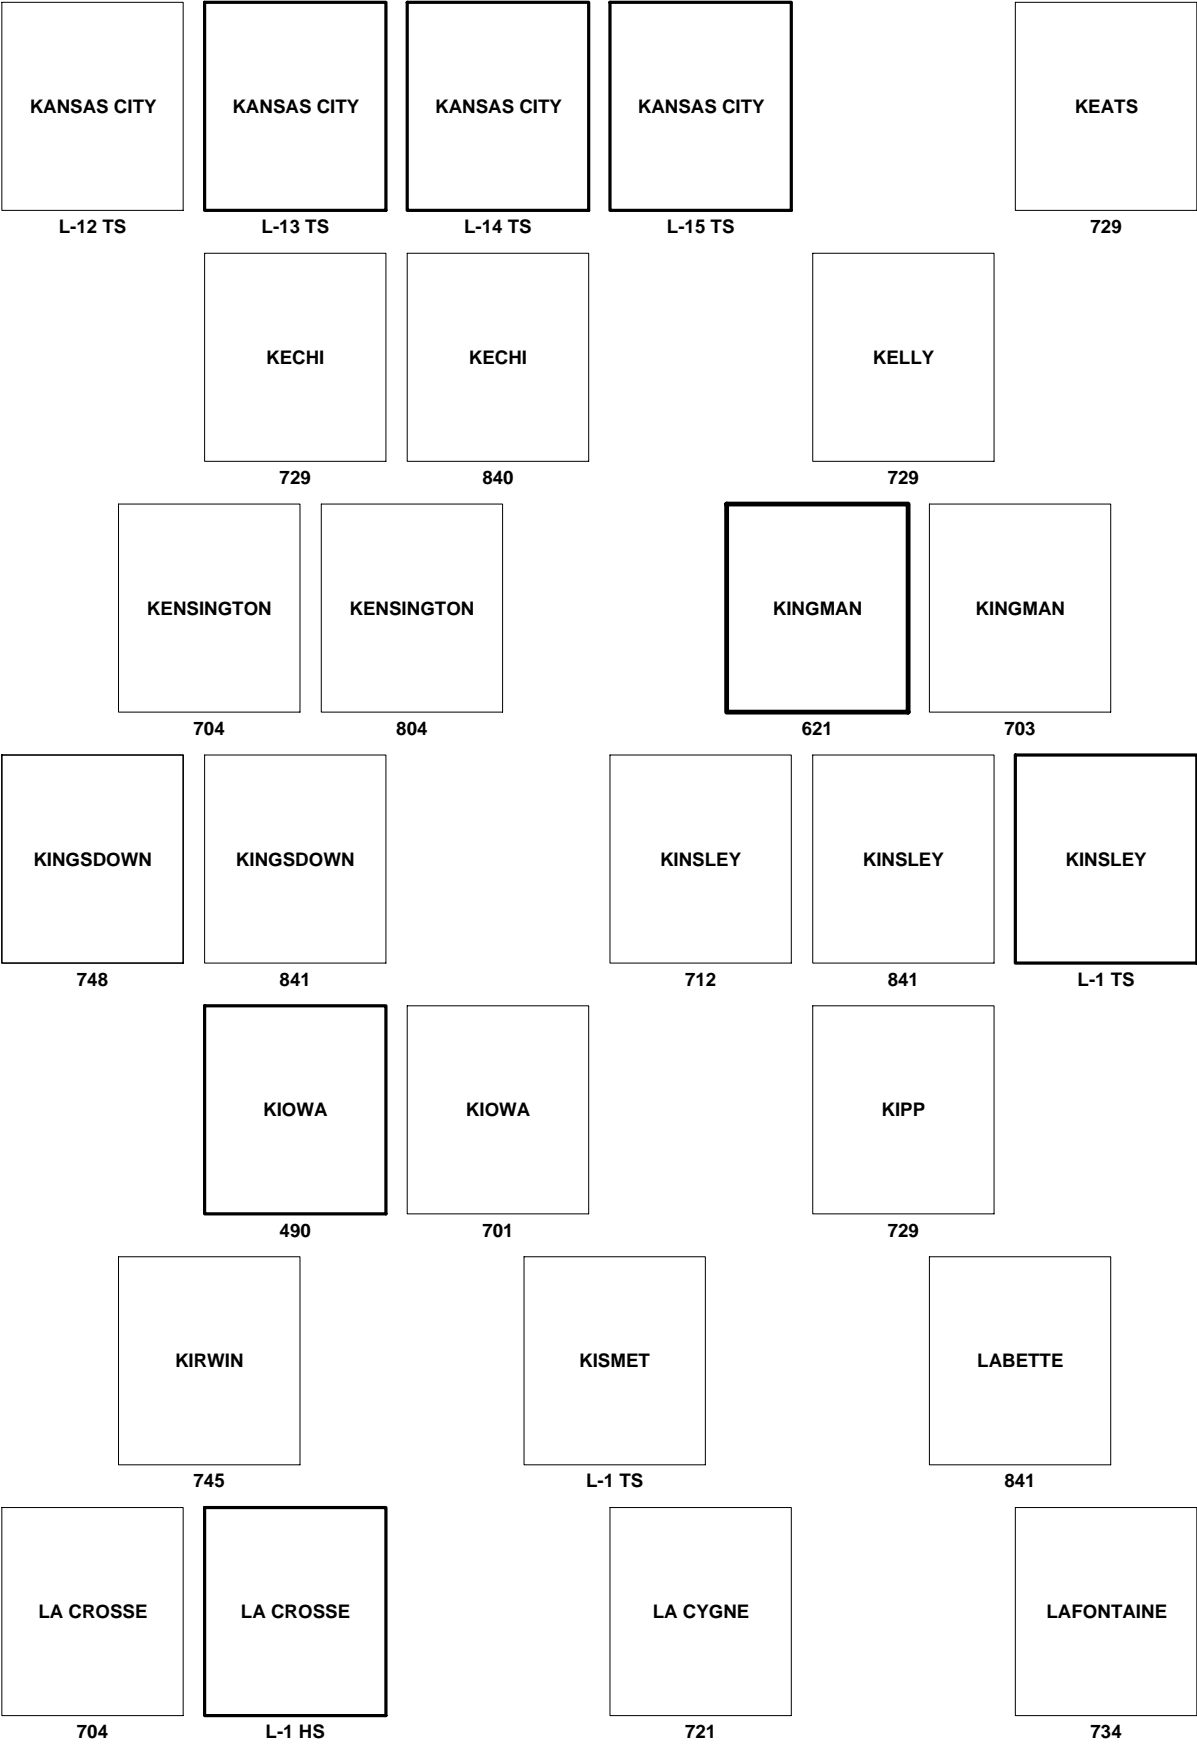 KANSAS CITY KANSAS CITY KANSAS CITY KANSAS CITY KEATS
L-12 TS L-13 TS L-14 TS L-15 TS 729
KECHI KECHI KELLY
729 840 729
KENSINGTON KENSINGTON KINGMAN KINGMAN
704 804 621 703
KINGSDOWN KINGSDOWN KINSLEY KINSLEY KINSLEY
748 841 712 841 L-1 TS
KIOWA KIOWA KIPP
490 701 729
KIRWIN KISMET LABETTE
745 L-1 TS 841
LA CROSSE LA CROSSE LA CYGNE LAFONTAINE
704 L-1 HS 721 734